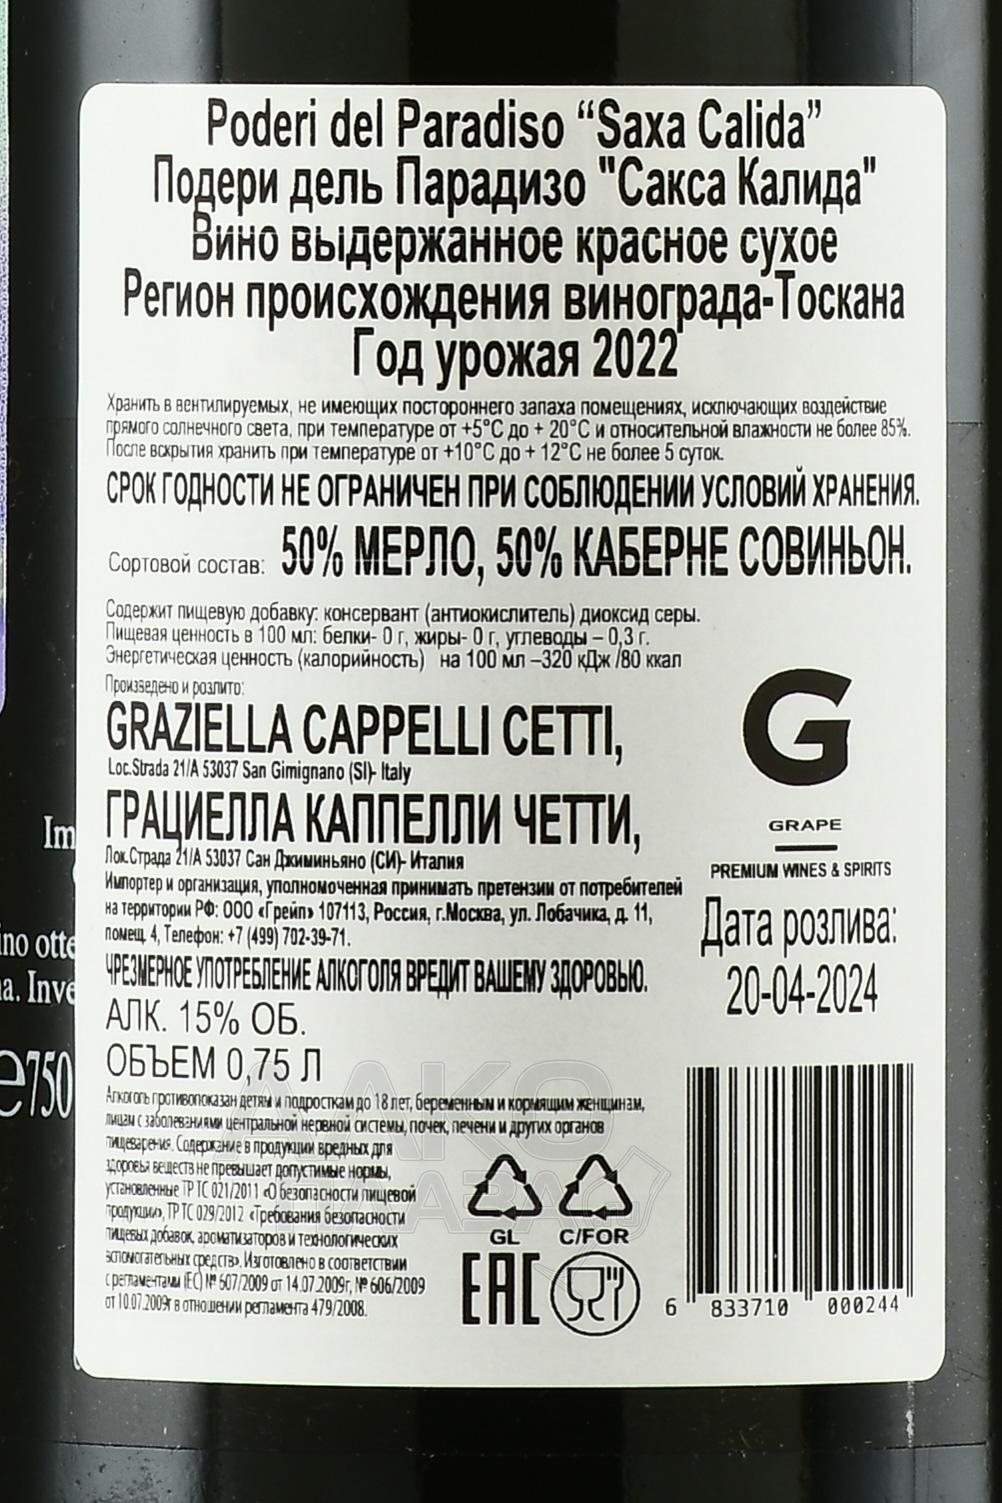 Poderi del Paradiso “Saxa Calida”
Подери дель Парадизо "Сакса Калида"
Вино выдержанное красное сухое
Регион происхождения винограда-Тоскана
Год урожая 2022
Хранить в вентилируемых, не имеющих постороннего запаха помещениях, исключающих воздействие
прямого солнечного света, при температуре от +5°С до + 20°С и относительной влажности не более 85%.
После вскрытия хранить при температуре от +10°С до + 12°С не более 5 суток.
СРОК ГОДНОСТИ НЕ ОГРАНИЧЕН ПРИ СОБЛЮДЕНИИ УСЛОВИЙ ХРАНЕНИЯ.
Сортовой состав: 50% МЕРЛО, 50% КАБЕРНЕ СОВИНЬОН.
Содержит пищевую добавку: консервант (антиокислитель) диоксид серы.
Пищевая ценность в 100 мл: белки- 0 г, жиры- 0 г, углеводы – 0,3 г.
Энергетическая ценность (калорийность) на 100 мл –320 кДж /80 ккал
Произведено и розлито:
GRAZIELLA CAPPELLI CETTI,
Loc.Strada 21/A 53037 San Gimignano (SI)- Italy
ГРАЦИЕЛЛА КАППЕЛЛИ ЧЕТТИ,
Лок.Страда 21/А 53037 Сан Джиминьяно (СИ)- Италия
Импортер и организация, уполномоченная принимать претензии от потребителей
на территории РФ: ООО «Грейп» 107113, Россия, г.Москва, ул. Лобачика, д. 11,
помещ. 4, Телефон: +7 (499) 702-39-71.
ЧРЕЗМЕРНОЕ УПОТРЕБЛЕНИЕ АЛКОГОЛЯ ВРЕДИТ ВАШЕМУ ЗДОРОВЬЮ.
АЛК. 15% ОБ.
ОБЪЕМ 0,75 Л
Алкоголь противопоказан детям и подросткам до 18 лет, беременным и кормящим женщинам,
лицам с заболеваниями центральной нервной системы, почек, печени и других органов
пищеварения. Содержание в продукции вредных для
здоровья веществ не превышает допустимые нормы,
установленные ТР ТС 021/2011 «О безопасности пищевой
продукции», ТР ТС 029/2012 «Требования безопасности
пищевых добавок, ароматизаторов и технологических
вспомогательных средств». Изготовлено в соответствии
с регламентами (ЕС) № 607/2009 от 14.07.2009г, № 606/2009
от 10.07.2009г в отношении регламента 479/2008.
G
GRAPE
PREMIUM WINES & SPIRITS
Дата розлива:
20-04-2024
GL C/FOR
EAC
6 833710 000244
Im
ino otte
a. Inve
e750